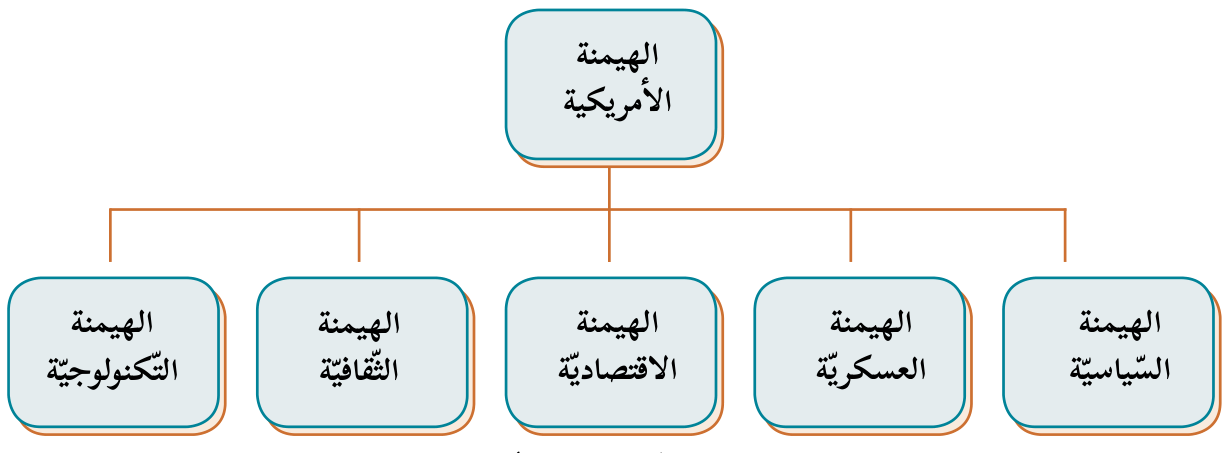 الهيمنة
الأمريكية
الهيمنة
السّياسيّة
الهيمنة
العسكريّة
الهيمنة
الاقتصاديّة
الهيمنة
الثّقافيّة
الهيمنة
التّكنولوجيّة